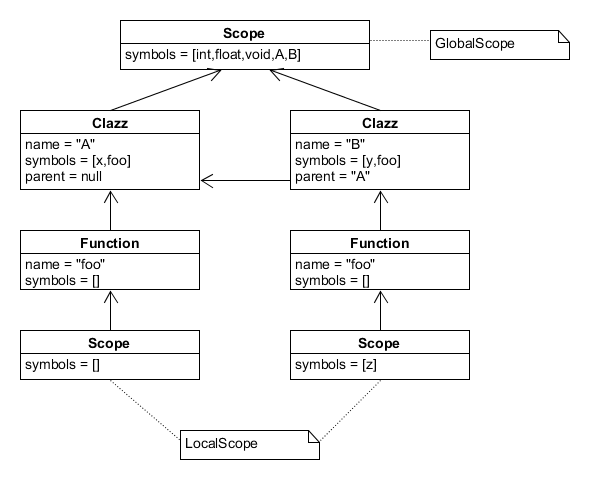 Scope
symbols = [int,float,void,A,B]
GlobalScope
Clazz
name = "A"
symbols = [x,foo]
parent = null
Clazz
name = "B"
symbols = [y,foo]
parent = "A"
Function
name = "foo"
symbols = []
Function
name = "foo"
symbols = []
Scope
symbols = []
Scope
symbols = [z]
LocalScope